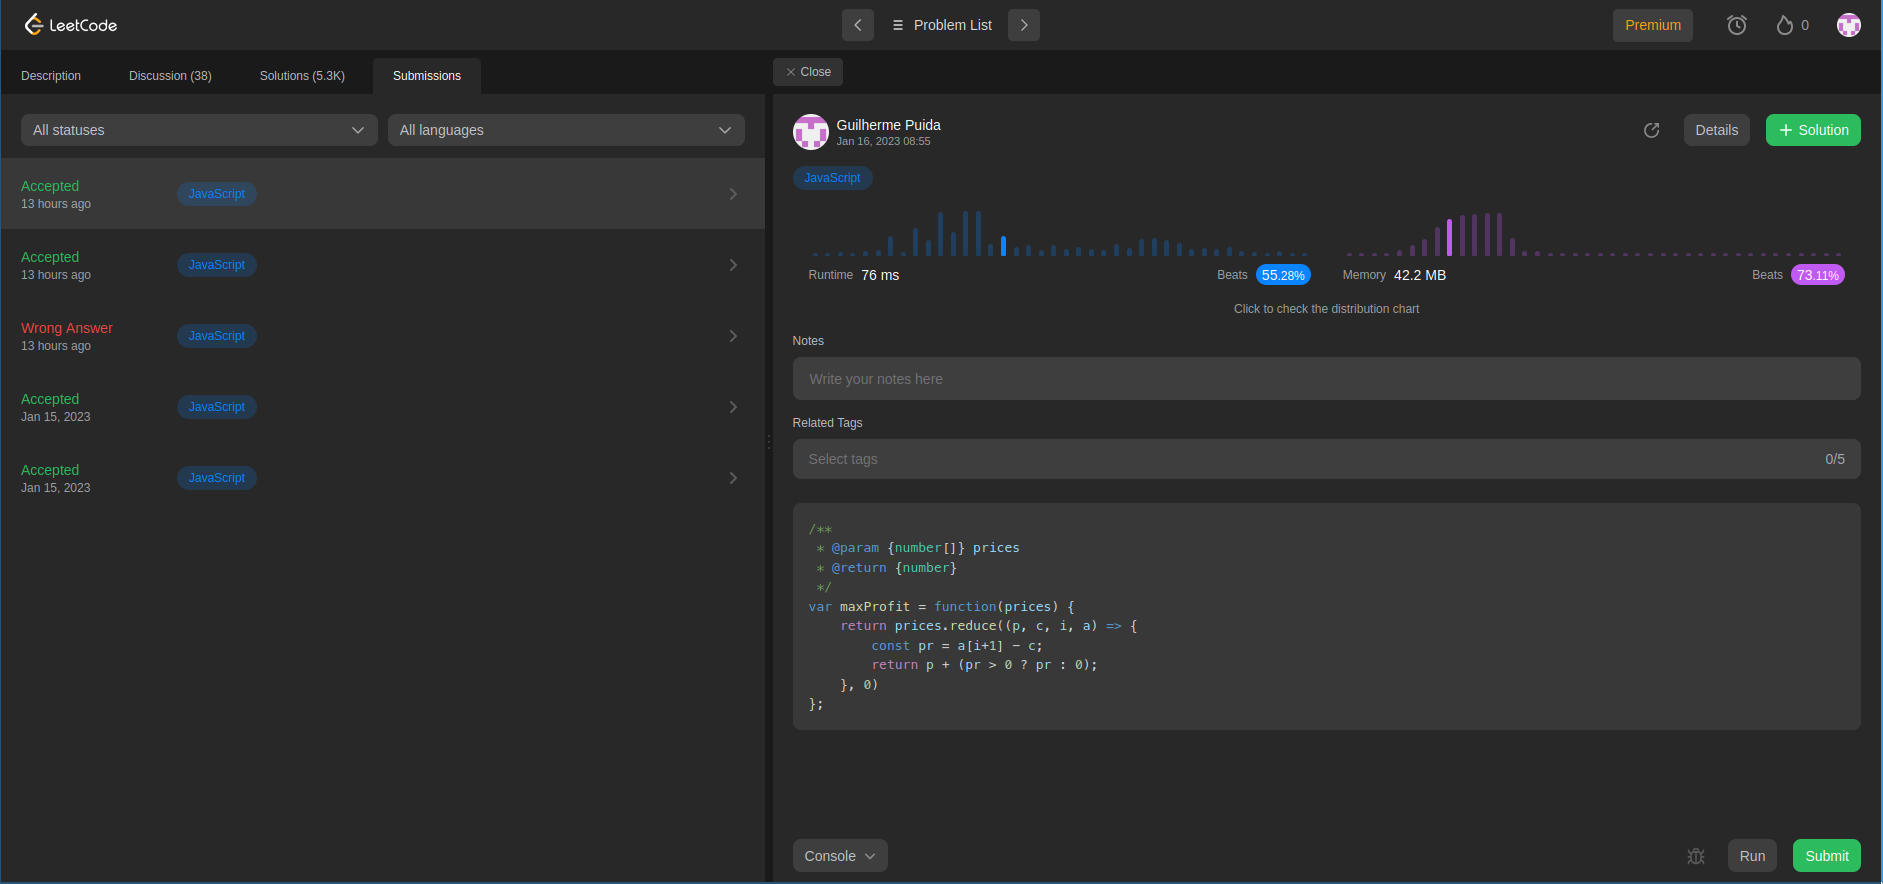 LeetCode
Problem List
Premium
0
Description
Discussion (38)
Solutions (5.3K)
Submissions
Close
All statuses
All languages
Accepted
13 hours ago
JavaScript
Accepted
13 hours ago
JavaScript
Wrong Answer
13 hours ago
JavaScript
Accepted
Jan 15, 2023
JavaScript
Accepted
Jan 15, 2023
JavaScript
Guilherme Puida
Jan 16, 2023 08:55
Details
+ Solution
JavaScript
Runtime 76 ms
Beats 55.28%
Memory 42.2 MB
Beats 73.11%
Click to check the distribution chart
Notes
Write your notes here
Related Tags
Select tags
0/5
/**
 * @param {number[]} prices
 * @return {number}
 */
var maxProfit = function(prices) {
    return prices.reduce((p, c, i, a) => {
        const pr = a[i+1] - c;
        return p + (pr > 0 ? pr : 0);
    }, 0)
};
Console
Run
Submit